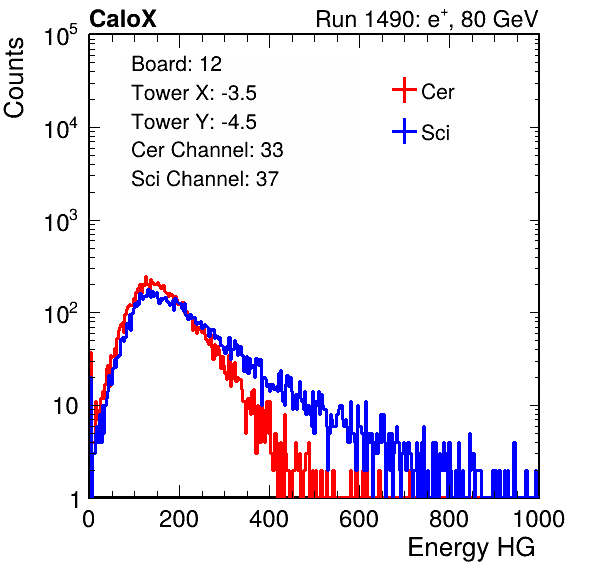 CaloX Run 1490: e⁺, 80 GeV
Counts
10⁵
10⁴
10³
10²
10
1
Board: 12
Tower X: -3.5
Tower Y: -4.5
Cer Channel: 33
Sci Channel: 37
Cer
Sci
0 200 400 600 800 1000
Energy HG